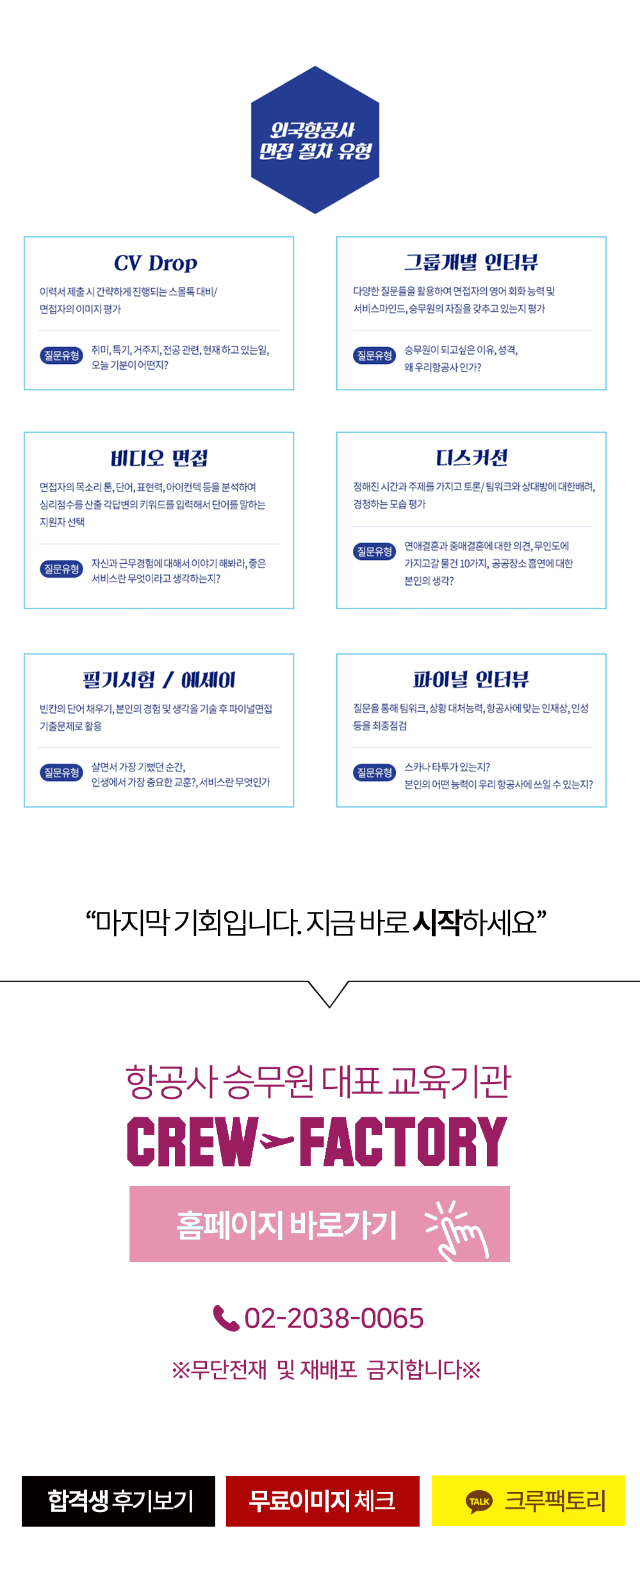 외국항공사
면접 절차 유형
CV Drop
이력서 제출 시 간략하게 진행되는 스몰톡 대비/
면접자의 이미지 평가
질문유형
취미, 특기, 거주지, 전공 관련, 현재 하고 있는일,
오늘 기분이 어떤지?
그룹개별 인터뷰
다양한 질문들을 활용하여 면접자의 영어 회화 능력 및
서비스마인드, 승무원의 자질을 갖추고 있는지 평가
질문유형
승무원이 되고싶은 이유, 성격,
왜 우리항공사 인가?
비디오 면접
면접자의 목소리 톤, 단어, 표현력, 아이컨텍 등을 분석하여
심리점수를 산출 각답변의 키워드를 입력해서 단어를 말하는
지원자 선택
질문유형
자신과 근무경험에 대해서 이야기 해봐라, 좋은
서비스란 무엇이라고 생각하는지?
디스커션
정해진 시간과 주제를 가지고 토론/ 팀워크와 상대방에 대한배려,
경청하는 모습 평가
질문유형
연애결혼과 중매결혼에 대한 의견, 무인도에
가지고갈 물건 10가지, 공공장소 흡연에 대한
본인의 생각?
필기시험 / 에세이
빈칸의 단어 채우기, 본인의 경험 및 생각을 기술 후 파이널면접
기출문제로 활용
질문유형
살면서 가장 기뻤던 순간,
인생에서 가장 중요한 교훈?, 서비스란 무엇인가
파이널 인터뷰
질문을 통해 팀워크, 상황 대처능력, 항공사에 맞는 인재상, 인성
등을 최종점검
질문유형
스카나 타투가 있는지?
본인의 어떤 능력이 우리 항공사에 쓰일 수 있는지?
“마지막 기회입니다. 지금 바로 시작하세요”
항공사 승무원 대표 교육기관
CREW FACTORY
홈페이지 바로가기
02-2038-0065
※무단전재 및 재배포 금지합니다※
합격생 후기보기
무료이미지 체크
TALK 크루팩토리